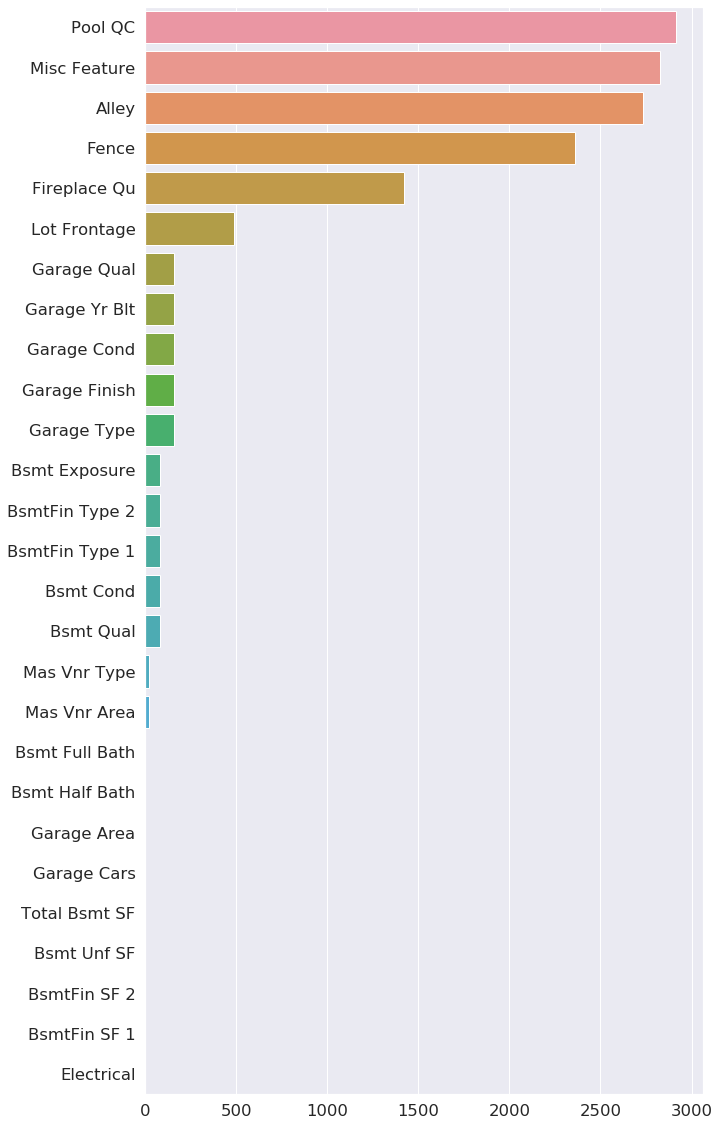 Pool QC
Misc Feature
Alley
Fence
Fireplace Qu
Lot Frontage
Garage Qual
Garage Yr Blt
Garage Cond
Garage Finish
Garage Type
Bsmt Exposure
BsmtFin Type 2
BsmtFin Type 1
Bsmt Cond
Bsmt Qual
Mas Vnr Type
Mas Vnr Area
Bsmt Full Bath
Bsmt Half Bath
Garage Area
Garage Cars
Total Bsmt SF
Bsmt Unf SF
BsmtFin SF 2
BsmtFin SF 1
Electrical
0 500 1000 1500 2000 2500 3000